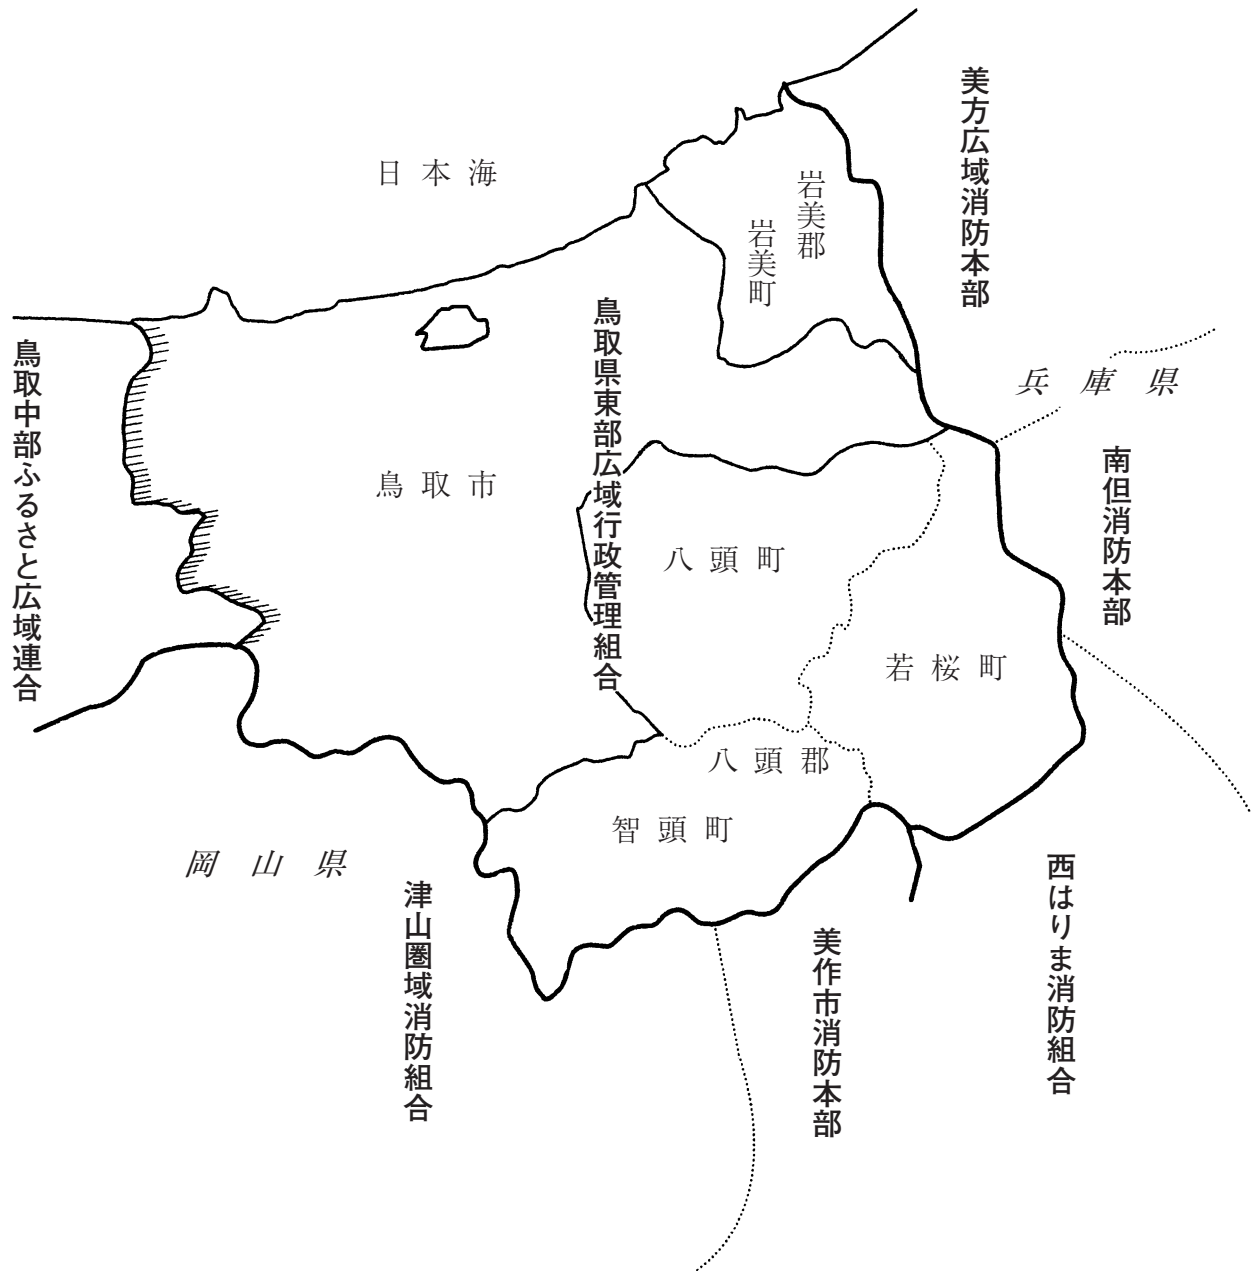 美方広域消防本部
日本海
岩美郡
岩美町
鳥取県東部広域行政管理組合
鳥取中部ふるさと広域連合
兵庫県
南但消防本部
鳥取市
八頭町
若桜町
八頭郡
智頭町
岡山県
津山圏域消防組合
美作市消防本部
西はりま消防組合